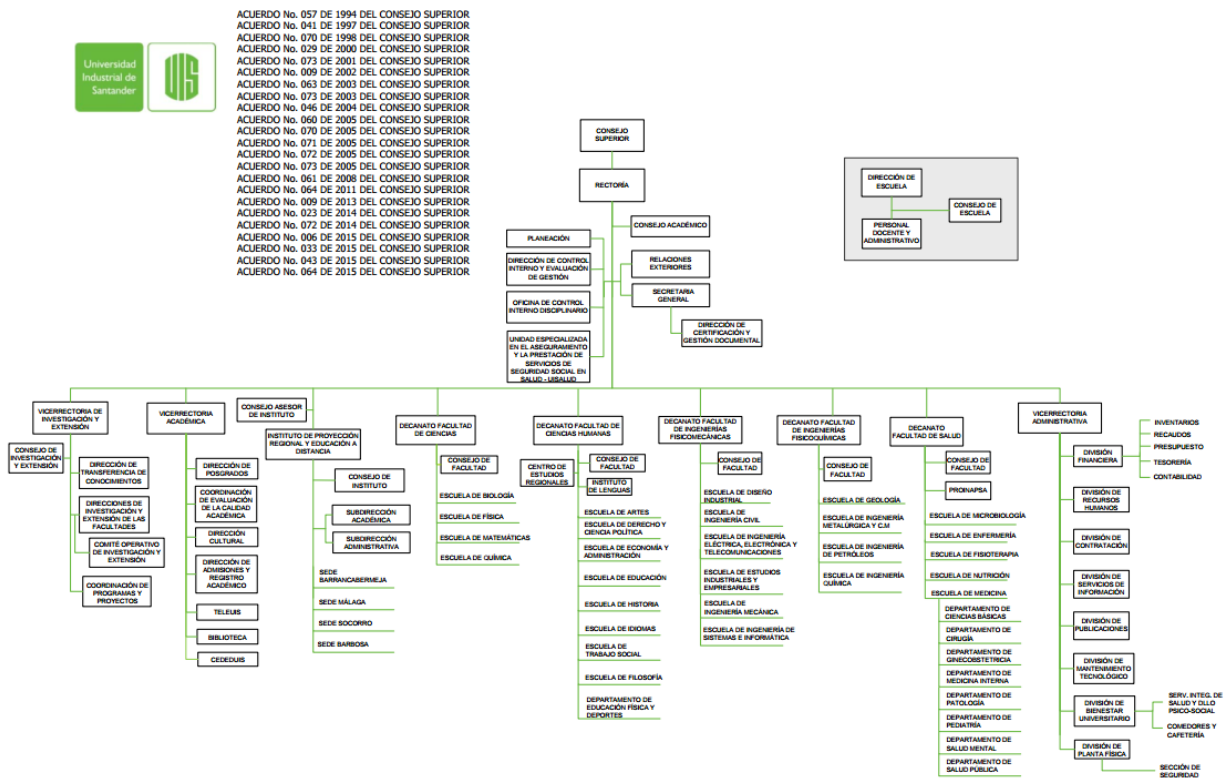 ACUERDO No. 057 DE 1994 DEL CONSEJO SUPERIOR
ACUERDO No. 041 DE 1997 DEL CONSEJO SUPERIOR
ACUERDO No. 070 DE 1998 DEL CONSEJO SUPERIOR
ACUERDO No. 029 DE 2000 DEL CONSEJO SUPERIOR
ACUERDO No. 073 DE 2001 DEL CONSEJO SUPERIOR
ACUERDO No. 009 DE 2002 DEL CONSEJO SUPERIOR
ACUERDO No. 063 DE 2003 DEL CONSEJO SUPERIOR
ACUERDO No. 073 DE 2003 DEL CONSEJO SUPERIOR
ACUERDO No. 046 DE 2004 DEL CONSEJO SUPERIOR
ACUERDO No. 060 DE 2005 DEL CONSEJO SUPERIOR
ACUERDO No. 070 DE 2005 DEL CONSEJO SUPERIOR
ACUERDO No. 071 DE 2005 DEL CONSEJO SUPERIOR
ACUERDO No. 072 DE 2005 DEL CONSEJO SUPERIOR
ACUERDO No. 073 DE 2005 DEL CONSEJO SUPERIOR
ACUERDO No. 061 DE 2008 DEL CONSEJO SUPERIOR
ACUERDO No. 064 DE 2011 DEL CONSEJO SUPERIOR
ACUERDO No. 009 DE 2013 DEL CONSEJO SUPERIOR
ACUERDO No. 023 DE 2014 DEL CONSEJO SUPERIOR
ACUERDO No. 072 DE 2014 DEL CONSEJO SUPERIOR
ACUERDO No. 006 DE 2015 DEL CONSEJO SUPERIOR
ACUERDO No. 033 DE 2015 DEL CONSEJO SUPERIOR
ACUERDO No. 043 DE 2015 DEL CONSEJO SUPERIOR
ACUERDO No. 064 DE 2015 DEL CONSEJO SUPERIOR
Universidad
Industrial de
Santander
UIS
CONSEJO
SUPERIOR
RECTORÍA
CONSEJO ACADÉMICO
PLANEACIÓN
DIRECCIÓN DE CONTROL
INTERNO Y EVALUACIÓN
DE GESTIÓN
OFICINA DE CONTROL
INTERNO DISCIPLINARIO
UNIDAD ESPECIALIZADA
EN EL ASEGURAMIENTO
Y LA PRESTACIÓN DE
SERVICIOS DE
SEGURIDAD SOCIAL EN
SALUD - UISALUD
RELACIONES
EXTERIORES
SECRETARIA
GENERAL
DIRECCIÓN DE
CERTIFICACIÓN Y
GESTIÓN DOCUMENTAL
DIRECCIÓN DE
ESCUELA
CONSEJO DE
ESCUELA
PERSONAL
DOCENTE Y
ADMINISTRATIVO
VICERRECTORIA DE
INVESTIGACIÓN Y
EXTENSIÓN
CONSEJO DE
INVESTIGACIÓN
Y EXTENSIÓN
DIRECCIÓN DE
TRANSFERENCIA DE
CONOCIMIENTOS
DIRECCIONES DE
INVESTIGACIÓN Y
EXTENSIÓN DE LAS
FACULTADES
COMITÉ OPERATIVO
DE INVESTIGACIÓN Y
EXTENSIÓN
COORDINACIÓN DE
PROGRAMAS Y
PROYECTOS
VICERRECTORIA
ACADÉMICA
DIRECCIÓN DE
POSGRADOS
COORDINACIÓN
DE EVALUACIÓN
DE LA CALIDAD
ACADÉMICA
DIRECCIÓN
CULTURAL
DIRECCIÓN DE
ADMISIONES Y
REGISTRO
ACADÉMICO
TELEUIS
BIBLIOTECA
CEDEDUIS
CONSEJO ASESOR
DE INSTITUTO
INSTITUTO DE PROYECCIÓN
REGIONAL Y EDUCACIÓN A
DISTANCIA
CONSEJO DE
INSTITUTO
SUBDIRECCIÓN
ACADÉMICA
SUBDIRECCIÓN
ADMINISTRATIVA
SEDE
BARRANCABERMEJA
SEDE MÁLAGA
SEDE SOCORRO
SEDE BARBOSA
DECANATO FACULTAD
DE CIENCIAS
CONSEJO DE
FACULTAD
ESCUELA DE BIOLOGÍA
ESCUELA DE FÍSICA
ESCUELA DE MATEMÁTICAS
ESCUELA DE QUÍMICA
DECANATO FACULTAD DE
CIENCIAS HUMANAS
CENTRO DE
ESTUDIOS
REGIONALES
CONSEJO DE
FACULTAD
INSTITUTO
DE LENGUAS
ESCUELA DE ARTES
ESCUELA DE DERECHO Y
CIENCIA POLÍTICA
ESCUELA DE ECONOMÍA Y
ADMINISTRACIÓN
ESCUELA DE EDUCACIÓN
ESCUELA DE HISTORIA
ESCUELA DE IDIOMAS
ESCUELA DE
TRABAJO SOCIAL
ESCUELA DE FILOSOFÍA
DEPARTAMENTO DE
EDUCACIÓN FÍSICA Y
DEPORTES
DECANATO FACULTAD
DE INGENIERÍAS
FISICOMECÁNICAS
CONSEJO DE
FACULTAD
ESCUELA DE DISEÑO
INDUSTRIAL
ESCUELA DE
INGENIERÍA CIVIL
ESCUELA DE INGENIERÍA
ELÉCTRICA, ELECTRÓNICA Y
TELECOMUNICACIONES
ESCUELA DE ESTUDIOS
INDUSTRIALES Y
EMPRESARIALES
ESCUELA DE
INGENIERÍA MECÁNICA
ESCUELA DE INGENIERÍA DE
SISTEMAS E INFORMÁTICA
DECANATO FACULTAD
DE INGENIERÍAS
FISICOQUÍMICAS
CONSEJO DE
FACULTAD
ESCUELA DE GEOLOGÍA
ESCUELA DE INGENIERÍA
METALÚRGICA Y C.M
ESCUELA DE INGENIERÍA
DE PETRÓLEOS
ESCUELA DE INGENIERÍA
QUÍMICA
DECANATO
FACULTAD DE SALUD
CONSEJO DE
FACULTAD
PROINAPSA
ESCUELA DE MICROBIOLOGÍA
ESCUELA DE ENFERMERÍA
ESCUELA DE FISIOTERAPIA
ESCUELA DE NUTRICIÓN
ESCUELA DE MEDICINA
DEPARTAMENTO DE
CIENCIAS BÁSICAS
DEPARTAMENTO DE
CIRUGÍA
DEPARTAMENTO DE
GINECOBSTETRICIA
DEPARTAMENTO DE
MEDICINA INTERNA
DEPARTAMENTO DE
PATOLOGÍA
DEPARTAMENTO DE
PEDIATRÍA
DEPARTAMENTO DE
SALUD MENTAL
DEPARTAMENTO DE
SALUD PÚBLICA
VICERRECTORIA
ADMINISTRATIVA
DIVISIÓN
FINANCIERA
INVENTARIOS
RECAUDOS
PRESUPUESTO
TESORERÍA
CONTABILIDAD
DIVISIÓN DE
RECURSOS
HUMANOS
DIVISIÓN DE
CONTRATACIÓN
DIVISIÓN DE
SERVICIOS DE
INFORMACIÓN
DIVISIÓN DE
PUBLICACIONES
DIVISIÓN DE
MANTENIMIENTO
TECNOLÓGICO
DIVISIÓN DE
BIENESTAR
UNIVERSITARIO
SERV. INTEG. DE
SALUD Y DLLO
PSICO-SOCIAL
COMEDORES Y
CAFETERÍA
DIVISIÓN DE
PLANTA FÍSICA
SECCIÓN DE
SEGURIDAD